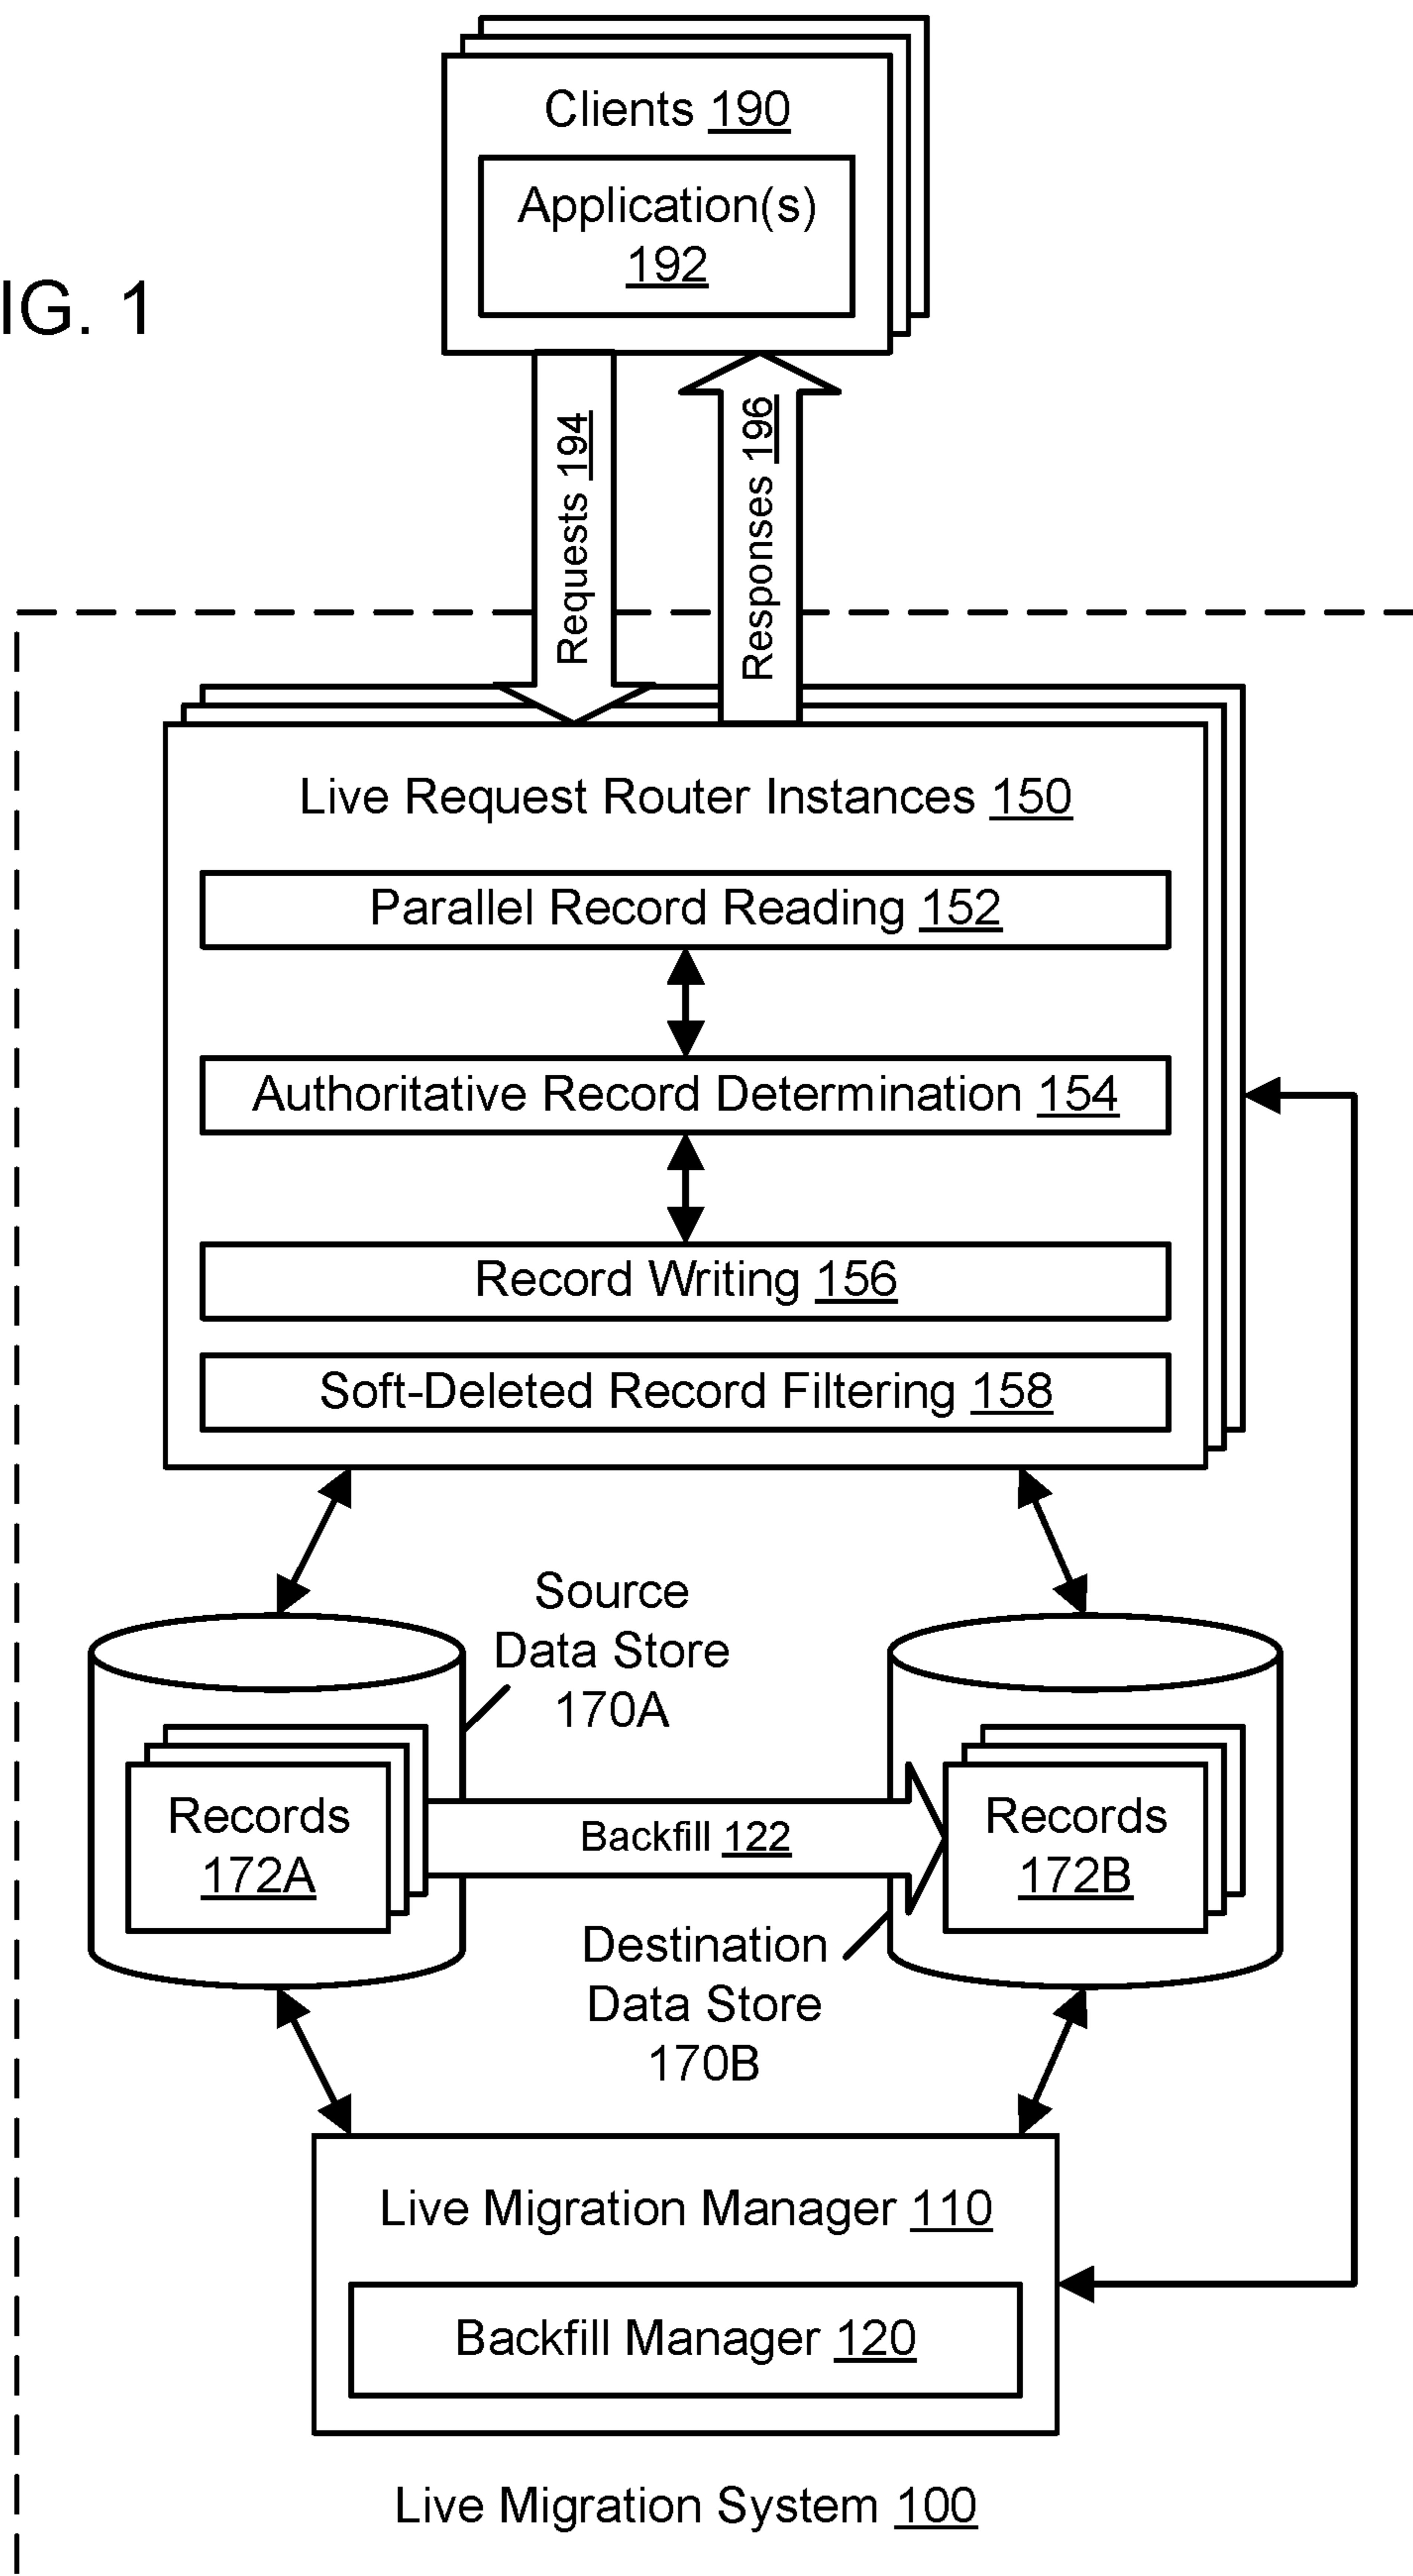 Clients 190
Application(s)
192
IG. 1
Requests 194
Responses 196
Live Request Router Instances 150
Parallel Record Reading 152
Authoritative Record Determination 154
Record Writing 156
Soft-Deleted Record Filtering 158
Source
Data Store
170A
Records
172A
Backfill 122
Records
172B
Destination
Data Store
170B
Live Migration Manager 110
Backfill Manager 120
Live Migration System 100